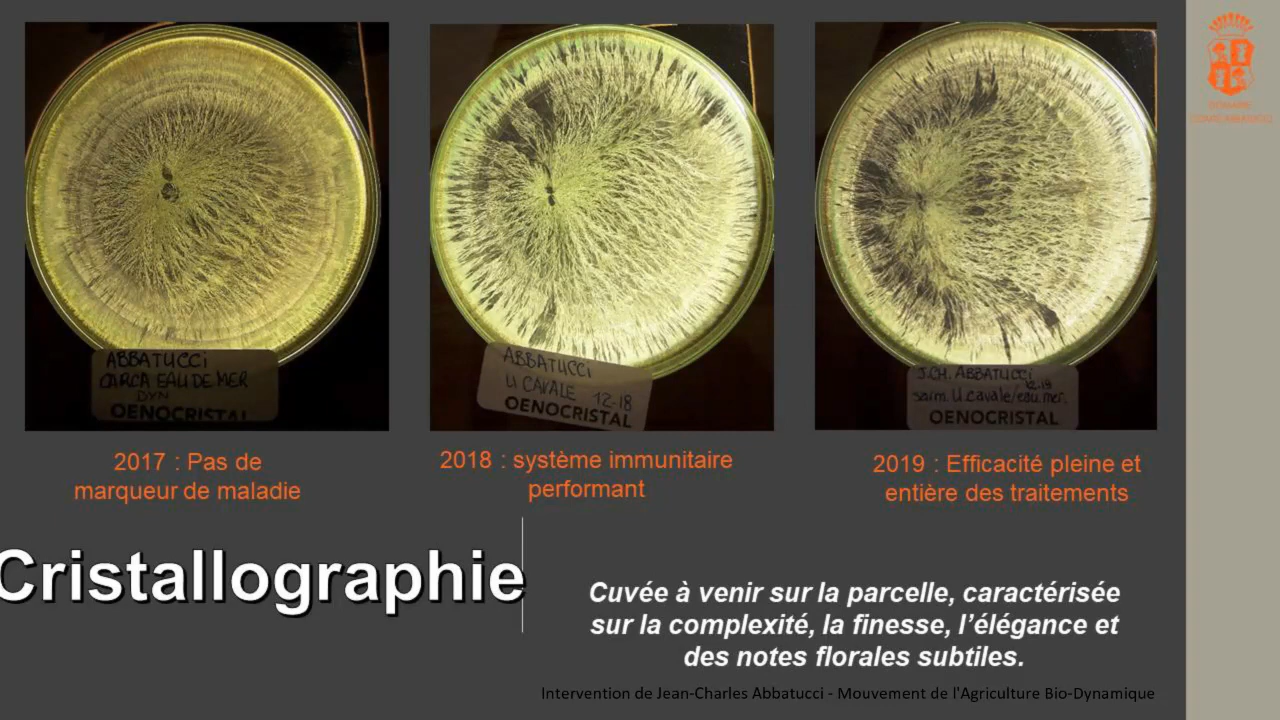 ABBATUCCi
CARCA EAU DE MER
DYN
OENOCRISTAL
ABBATUCCi
U CAVALE 12-18
OENOCRISTAL
J.CH. ABBATUCCi
12.19
sarm. U.cavale/eau.mer.
OENOCRISTAL
2017 : Pas de
marqueur de maladie
2018 : système immunitaire
performant
2019 : Efficacité pleine et
entière des traitements
Cristallographie
Cuvée à venir sur la parcelle, caractérisée
sur la complexité, la finesse, l’élégance et
des notes florales subtiles.
Intervention de Jean-Charles Abbatucci - Mouvement de l'Agriculture Bio-Dynamique